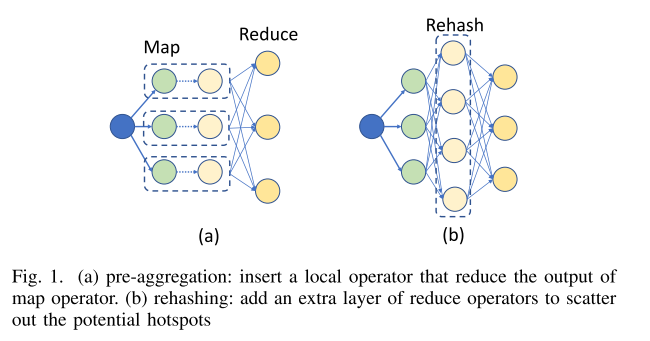 Map
Reduce
Rehash
(a)
(b)
Fig. 1. (a) pre-aggregation: insert a local operator that reduce the output of
map operator. (b) rehashing: add an extra layer of reduce operators to scatter
out the potential hotspots